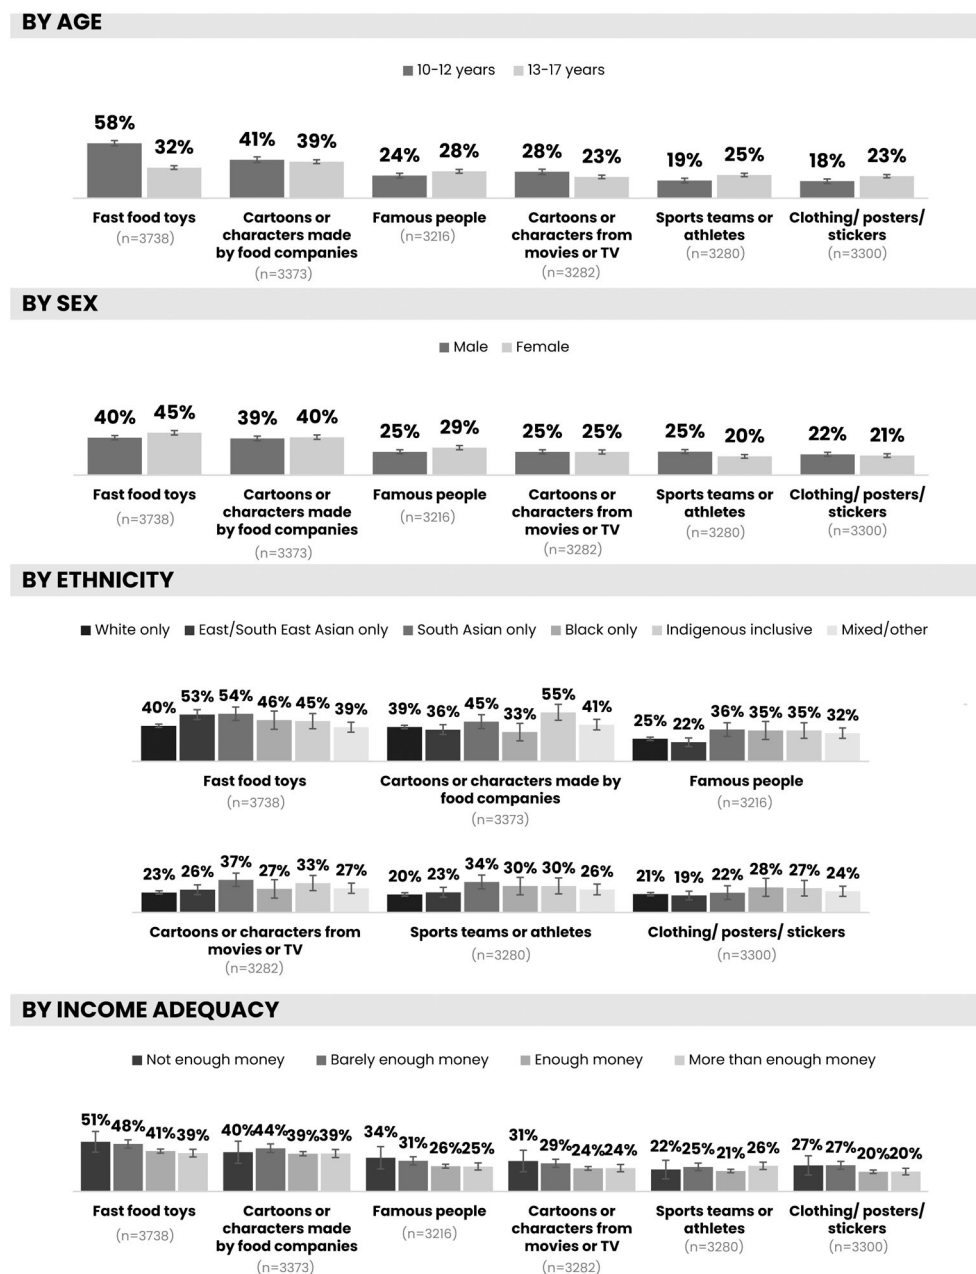 BY AGE
10-12 years 13-17 years
58% 32% 41% 39% 24% 28% 28% 23% 19% 25% 18% 23%
Fast food toys
(n=3738)
Cartoons or
characters made
by food companies
(n=3373)
Famous people
(n=3216)
Cartoons or
characters from
movies or TV
(n=3282)
Sports teams or
athletes
(n=3280)
Clothing/ posters/
stickers
(n=3300)
BY SEX
Male Female
40% 45% 39% 40% 25% 29% 25% 25% 25% 20% 22% 21%
Fast food toys
(n=3738)
Cartoons or
characters made
by food companies
(n=3373)
Famous people
(n=3216)
Cartoons or
characters from
movies or TV
(n=3282)
Sports teams or
athletes
(n=3280)
Clothing/ posters/
stickers
(n=3300)
BY ETHNICITY
White only East/South East Asian only South Asian only Black only Indigenous inclusive Mixed/other
40% 53% 54% 46% 45% 39% 39% 36% 45% 33% 55% 41% 25% 22% 36% 35% 35% 32%
Fast food toys
(n=3738)
Cartoons or characters made by
food companies
(n=3373)
Famous people
(n=3216)
23% 26% 37% 27% 33% 27% 20% 23% 34% 30% 30% 26% 21% 19% 22% 28% 27% 24%
Cartoons or characters from
movies or TV
(n=3282)
Sports teams or athletes
(n=3280)
Clothing/ posters/ stickers
(n=3300)
BY INCOME ADEQUACY
Not enough money Barely enough money Enough money More than enough money
51% 48% 41% 39% 40% 44% 39% 39% 34% 31% 26% 25% 31% 29% 24% 24% 22% 25% 21% 26% 27% 27% 20% 20%
Fast food toys
(n=3738)
Cartoons or
characters made
by food companies
(n=3373)
Famous people
(n=3216)
Cartoons or
characters from
movies or TV
(n=3282)
Sports teams or
athletes
(n=3280)
Clothing/ posters/
stickers
(n=3300)